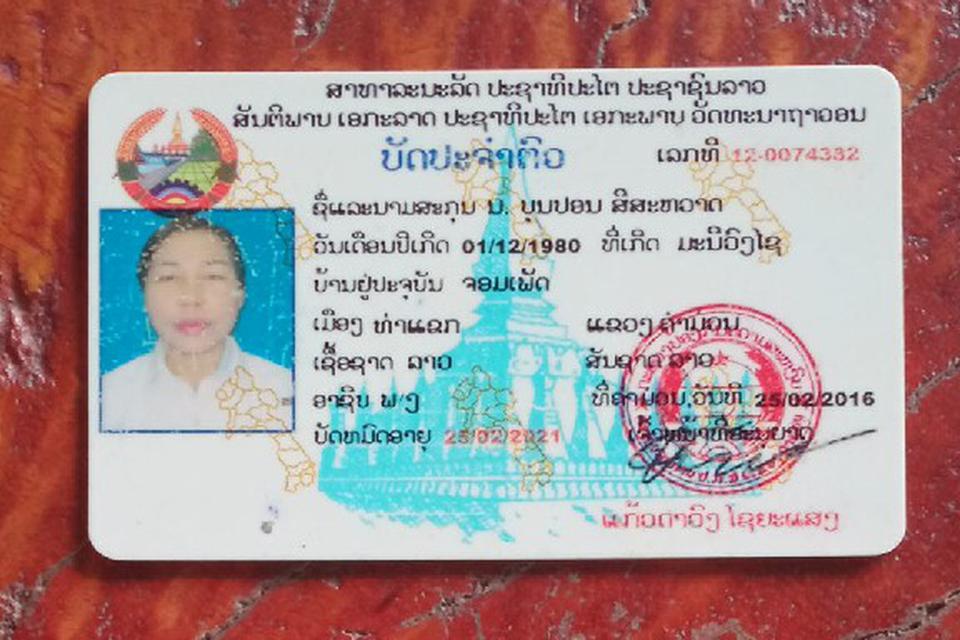 ສາທາລະນະລັດ ປະຊາທິປະໄຕ ປະຊາຊົນລາວ
ສັນຕິພາບ ເອກະລາດ ປະຊາທິປະໄຕ ເອກະພາບ ວັດທະນາຖາວອນ
ບັດປະຈຳຕົວ ເລກທີ 12-0074332
ຊື່ແລະນາມສະກຸນ ນ. ບຸນປອນ ສີສະຫວາດ
ວັນເດືອນປີເກີດ 01/12/1980 ທີ່ເກີດ ມະນີວົງໄຊ
ບ້ານຢູ່ປະຈຸບັນ ຈອມເພັດ
ເມືອງ ທ່າແຂກ ແຂວງ ຄຳມ່ວນ
ເຊື້ອຊາດ ລາວ ສັນຊາດ ລາວ
ອາຊີບ ພ/ງ ທີ່ຄຳມ່ວນ,ວັນທີ 25/02/2016
ບັດໝົດອາຍຸ 25/02/2021 ເຈົ້າໜ້າທີ່ອະນຸຍາດ
ແກ້ວດາວົງ ໄຊຍະແສງ